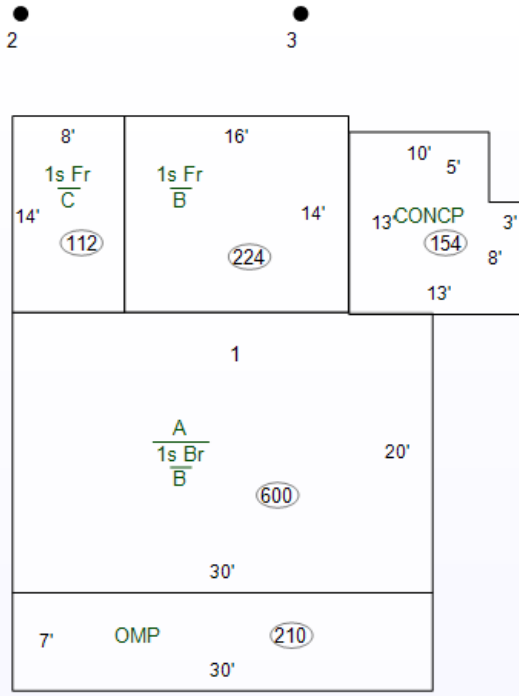 2 3
8' 16' 10'
5'
1s Fr 1s Fr
C B
14' 14' 13' CONCP 3'
112 224 154 8'
13'
1
A
1s Br
B
20'
600
30'
7' OMP 210
30'